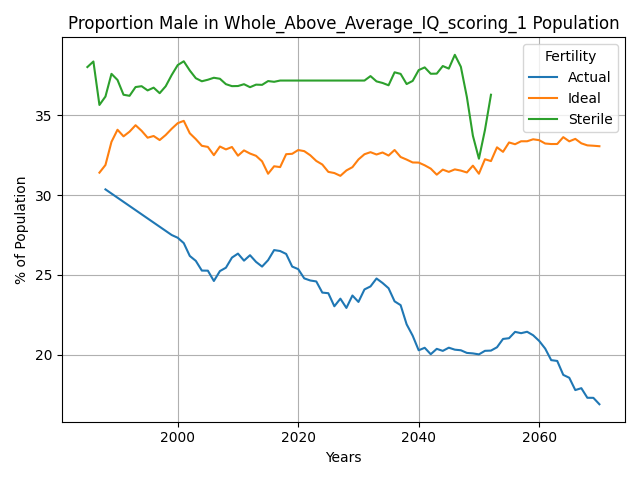 Proportion Male in Whole_Above_Average_IQ_scoring_1 Population
Fertility
Actual
Ideal
Sterile
% of Population
35
30
25
20
2000
2020
2040
2060
Years